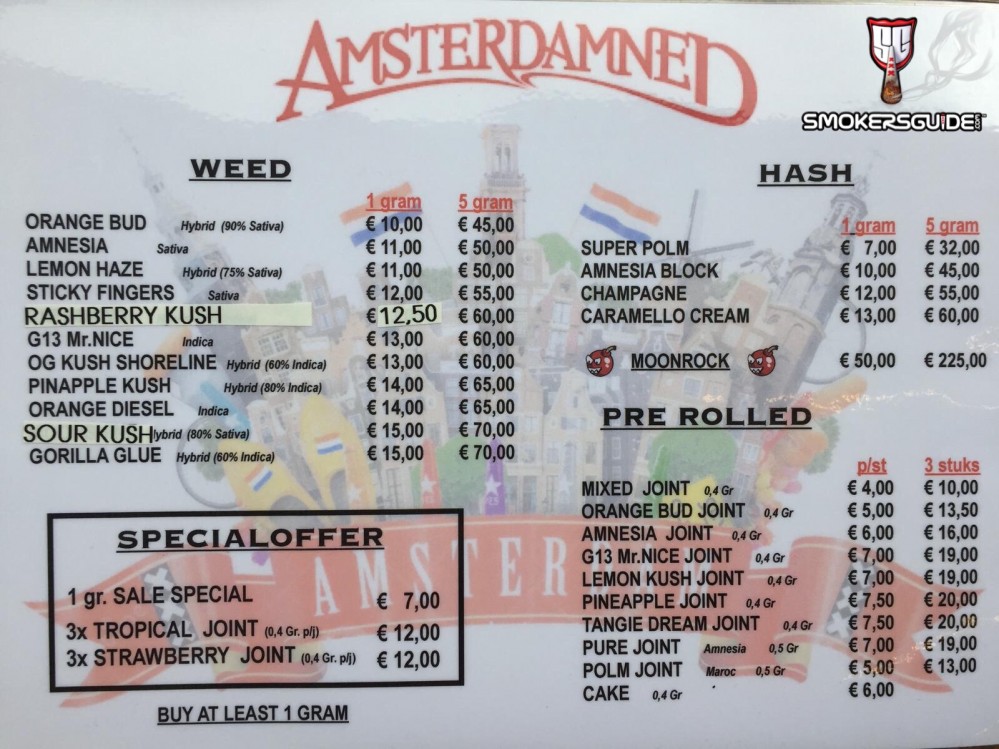 AMSTERDAMNED
SG
SMOKERSGUIDE.com
WEED
1 gram 5 gram
ORANGE BUD Hybrid (90% Sativa) € 10,00 € 45,00
AMNESIA Sativa € 11,00 € 50,00
LEMON HAZE Hybrid (75% Sativa) € 11,00 € 50,00
STICKY FINGERS Sativa € 12,00 € 55,00
RASHBERRY KUSH € 12,50 € 60,00
G13 Mr.NICE Indica € 13,00 € 60,00
OG KUSH SHORELINE Hybrid (60% Indica) € 13,00 € 60,00
PINAPPLE KUSH Hybrid (80% Indica) € 14,00 € 65,00
ORANGE DIESEL Indica € 14,00 € 65,00
SOUR KUSH ybrid (80% Sativa) € 15,00 € 70,00
GORILLA GLUE Hybrid (60% Indica) € 15,00 € 70,00
SPECIALOFFER
1 gr. SALE SPECIAL € 7,00
3x TROPICAL JOINT (0,4 Gr. p/j) € 12,00
3x STRAWBERRY JOINT (0,4 Gr. p/j) € 12,00
BUY AT LEAST 1 GRAM
HASH
1 gram 5 gram
SUPER POLM € 7,00 € 32,00
AMNESIA BLOCK € 10,00 € 45,00
CHAMPAGNE € 12,00 € 55,00
CARAMELLO CREAM € 13,00 € 60,00
MOONROCK € 50,00 € 225,00
PRE ROLLED
p/st 3 stuks
MIXED JOINT 0,4 Gr € 4,00 € 10,00
ORANGE BUD JOINT 0,4 Gr € 5,00 € 13,50
AMNESIA JOINT 0,4 Gr € 6,00 € 16,00
G13 Mr.NICE JOINT 0,4 Gr € 7,00 € 19,00
LEMON KUSH JOINT 0,4 Gr € 7,00 € 19,00
PINEAPPLE JOINT 0,4 Gr € 7,50 € 20,00
TANGIE DREAM JOINT 0,4 Gr € 7,50 € 20,00
PURE JOINT Amnesia 0,5 Gr € 7,00 € 19,00
POLM JOINT Maroc 0,5 Gr € 5,00 € 13,00
CAKE 0,4 Gr € 6,00
AMSTERDAM